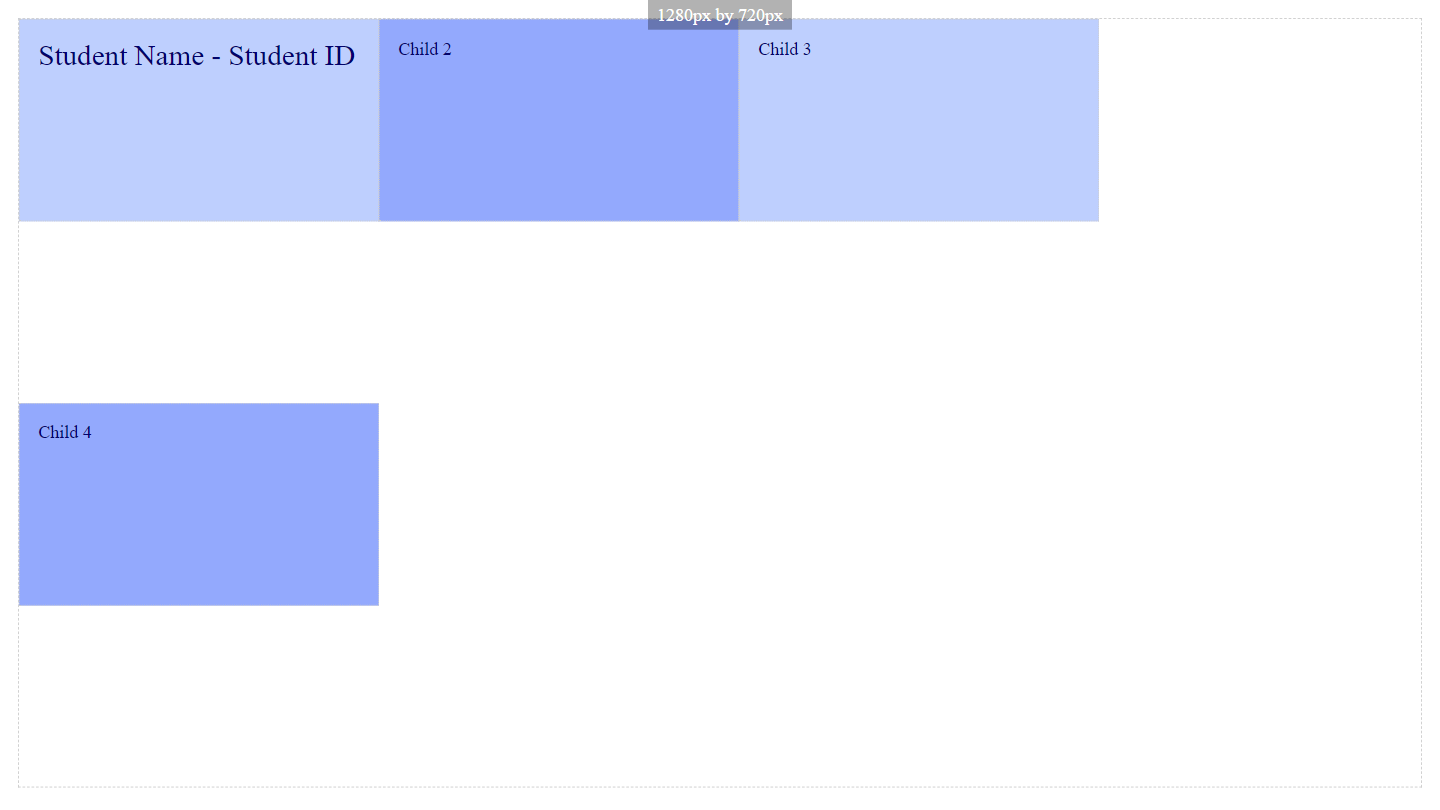 1280px by 720px
Student Name - Student ID
Child 2
Child 3
Child 4